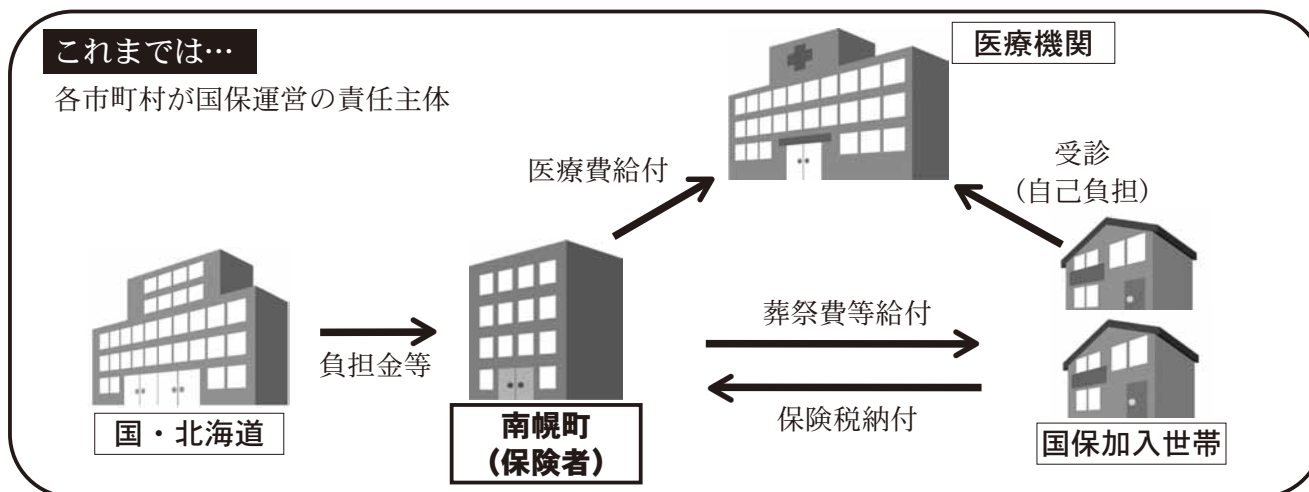 これまでは…
各市町村が国保運営の責任主体
医療機関
医療費給付
受診
（自己負担）
葬祭費等給付
負担金等
保険税納付
国・北海道
南幌町
（保険者）
国保加入世帯